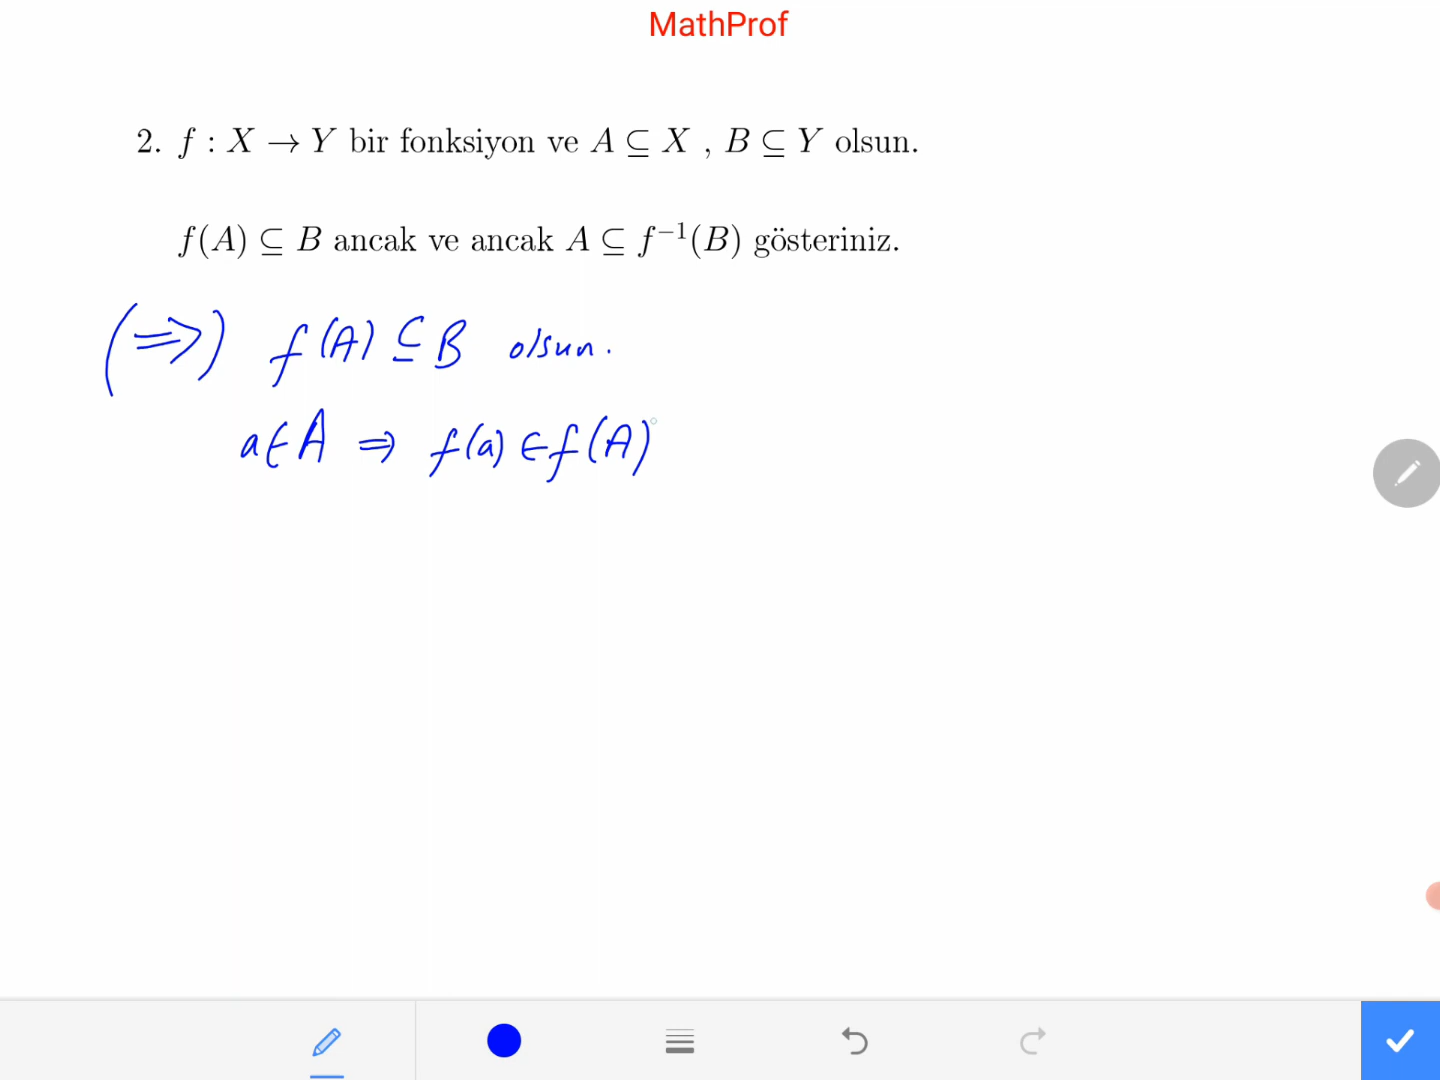 MathProf
2. f : X → Y bir fonksiyon ve A ⊆ X , B ⊆ Y olsun.
f(A) ⊆ B ancak ve ancak A ⊆ f⁻¹(B) gösteriniz.
(⇒) f(A) ⊆ B olsun.
a∈A ⇒ f(a) ∈ f(A)